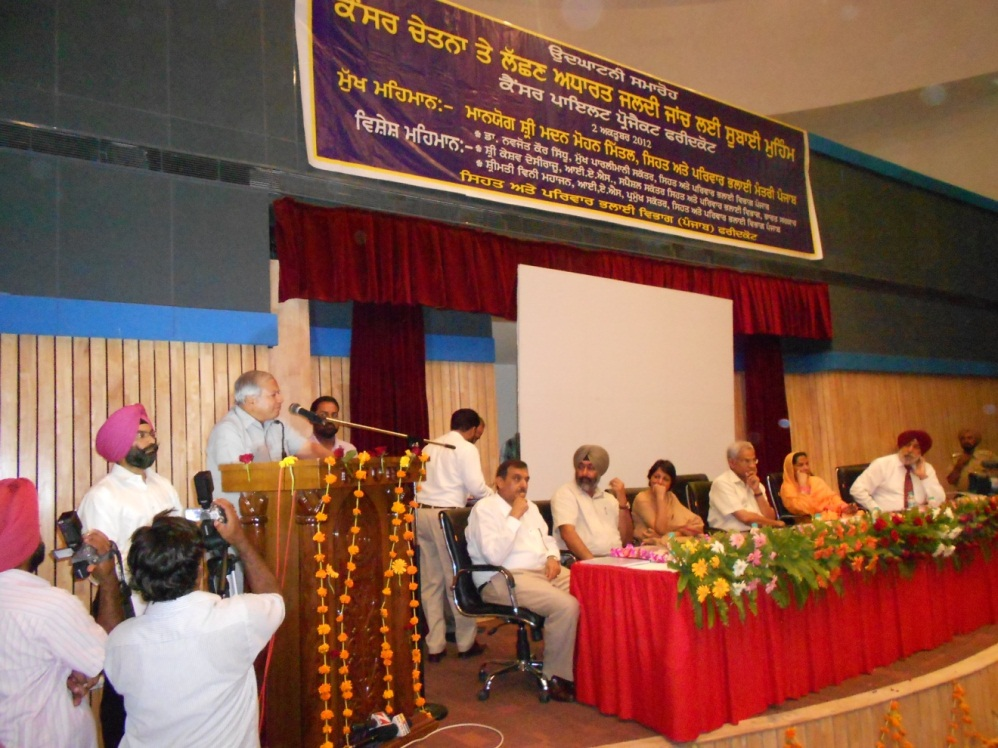 ਉਦਘਾਟਨੀ ਸਮਾਰੋਹ
ਕੈਂਸਰ ਚੇਤਨਾ ਤੇ ਲੱਛਣ ਅਧਾਰਤ ਜਲਦੀ ਜਾਂਚ ਲਈ ਸੂਬਾਈ ਮੁਹਿੰਮ
ਕੈਂਸਰ ਪਾਇਲਟ ਪ੍ਰੋਜੈਕਟ ਫਰੀਦਕੋਟ
2 ਅਕਤੂਬਰ 2012
ਮੁੱਖ ਮਹਿਮਾਨ:- ਮਾਨਯੋਗ ਸ਼੍ਰੀ ਮਦਨ ਮੋਹਨ ਮਿੱਤਲ, ਸਿਹਤ ਅਤੇ ਪਰਿਵਾਰ ਭਲਾਈ ਮੰਤਰੀ ਪੰਜਾਬ
ਵਿਸ਼ੇਸ਼ ਮਹਿਮਾਨ:- * ਡਾ. ਨਵਜੋਤ ਕੌਰ ਸਿੱਧੂ, ਮੁੱਖ ਪਾਰਲੀਮਾਨੀ ਸਕੱਤਰ, ਸਿਹਤ ਅਤੇ ਪਰਿਵਾਰ ਭਲਾਈ ਵਿਭਾਗ ਪੰਜਾਬ
* ਸ਼੍ਰੀ ਕੇਸ਼ਵ ਦੇਸੀਰਾਜੂ, ਆਈ.ਏ.ਐਸ., ਸਪੈਸ਼ਲ ਸਕੱਤਰ ਸਿਹਤ ਅਤੇ ਪਰਿਵਾਰ ਭਲਾਈ ਵਿਭਾਗ, ਭਾਰਤ ਸਰਕਾਰ
* ਸ਼੍ਰੀਮਤੀ ਵਿਨੀ ਮਹਾਜਨ, ਆਈ.ਏ.ਐਸ. ਪ੍ਰਮੁੱਖ ਸਕੱਤਰ, ਸਿਹਤ ਅਤੇ ਪਰਿਵਾਰ ਭਲਾਈ ਵਿਭਾਗ ਪੰਜਾਬ
ਸਿਹਤ ਅਤੇ ਪਰਿਵਾਰ ਭਲਾਈ ਵਿਭਾਗ (ਪੰਜਾਬ) ਫਰੀਦਕੋਟ